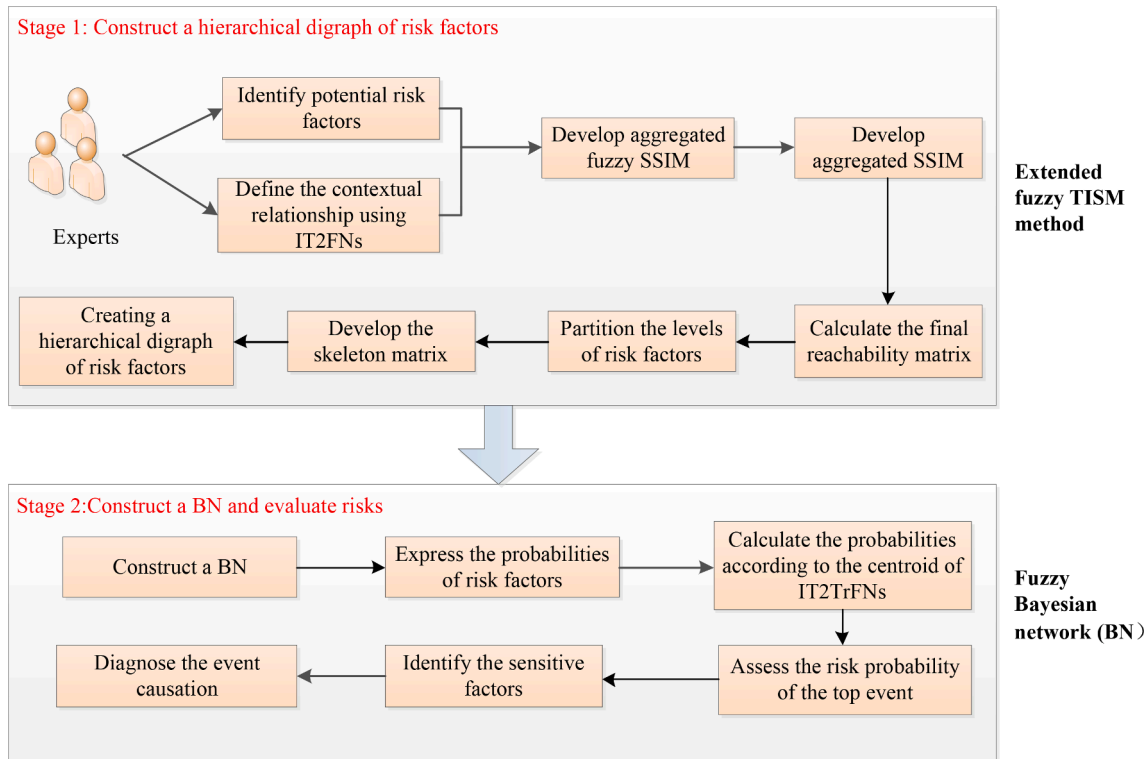 Stage 1: Construct a hierarchical digraph of risk factors
Identify potential risk
factors
Define the contextual
relationship using
IT2FNs
Experts
Develop aggregated
fuzzy SSIM
Develop
aggregated SSIM
Extended
fuzzy TISM
method
Creating a
hierarchical digraph
of risk factors
Develop the
skeleton matrix
Partition the levels
of risk factors
Calculate the final
reachability matrix
Stage 2:Construct a BN and evaluate risks
Construct a BN
Express the probabilities
of risk factors
Calculate the probabilities
according to the centroid of
IT2TrFNs
Fuzzy
Bayesian
network (BN）
Diagnose the event
causation
Identify the sensitive
factors
Assess the risk probability
of the top event